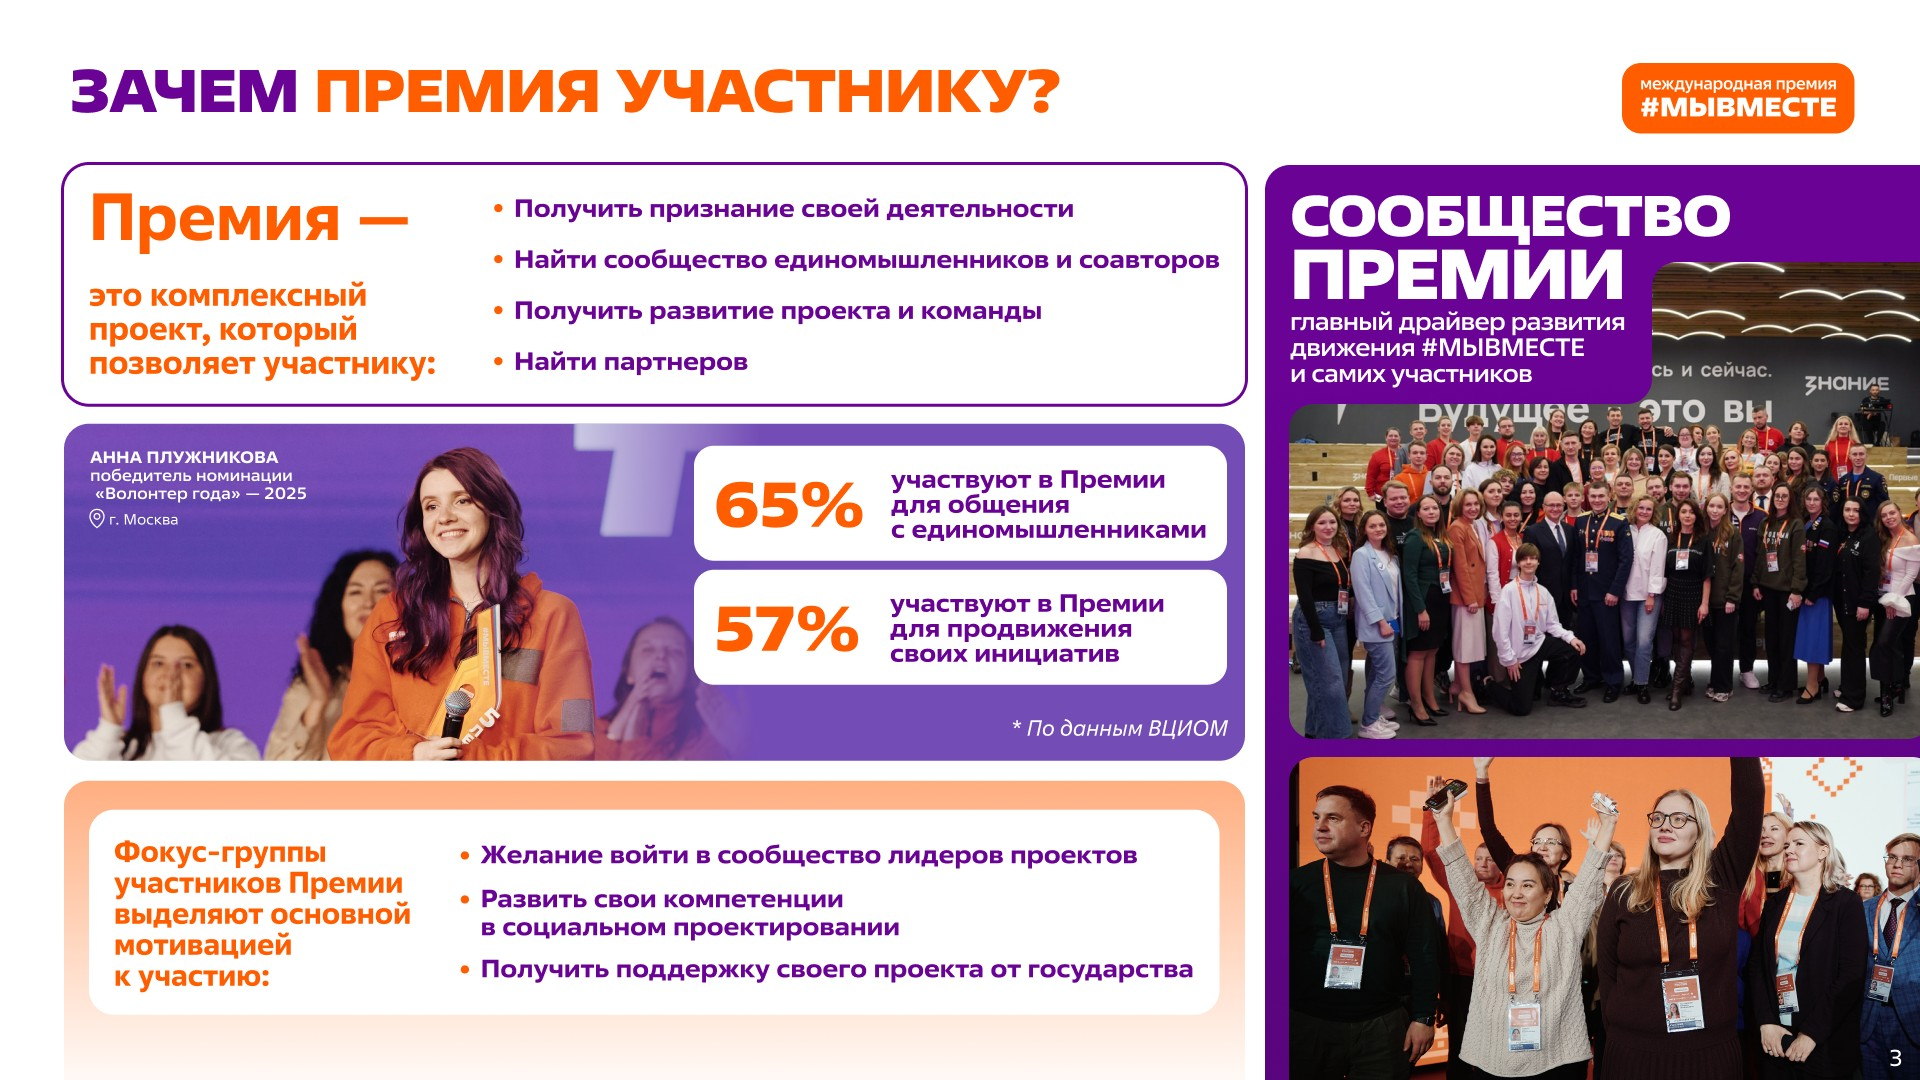 ЗАЧЕМ ПРЕМИЯ УЧАСТНИКУ?
международная премия
#МЫВМЕСТЕ
Премия —
это комплексный
проект, который
позволяет участнику:
• Получить признание своей деятельности
• Найти сообщество единомышленников и соавторов
• Получить развитие проекта и команды
• Найти партнеров
АННА ПЛУЖНИКОВА
победитель номинации
«Волонтер года» — 2025
г. Москва
65%
участвуют в Премии
для общения
с единомышленниками
57%
участвуют в Премии
для продвижения
своих инициатив
* По данным ВЦИОМ
Фокус-группы
участников Премии
выделяют основной
мотивацией
к участию:
• Желание войти в сообщество лидеров проектов
• Развить свои компетенции
в социальном проектировании
• Получить поддержку своего проекта от государства
СООБЩЕСТВО
ПРЕМИИ
главный драйвер развития
движения #МЫВМЕСТЕ
и самих участников
сь и сейчас.
знание
Будущее это вы
Первые
#МЫВМЕСТЕ
3